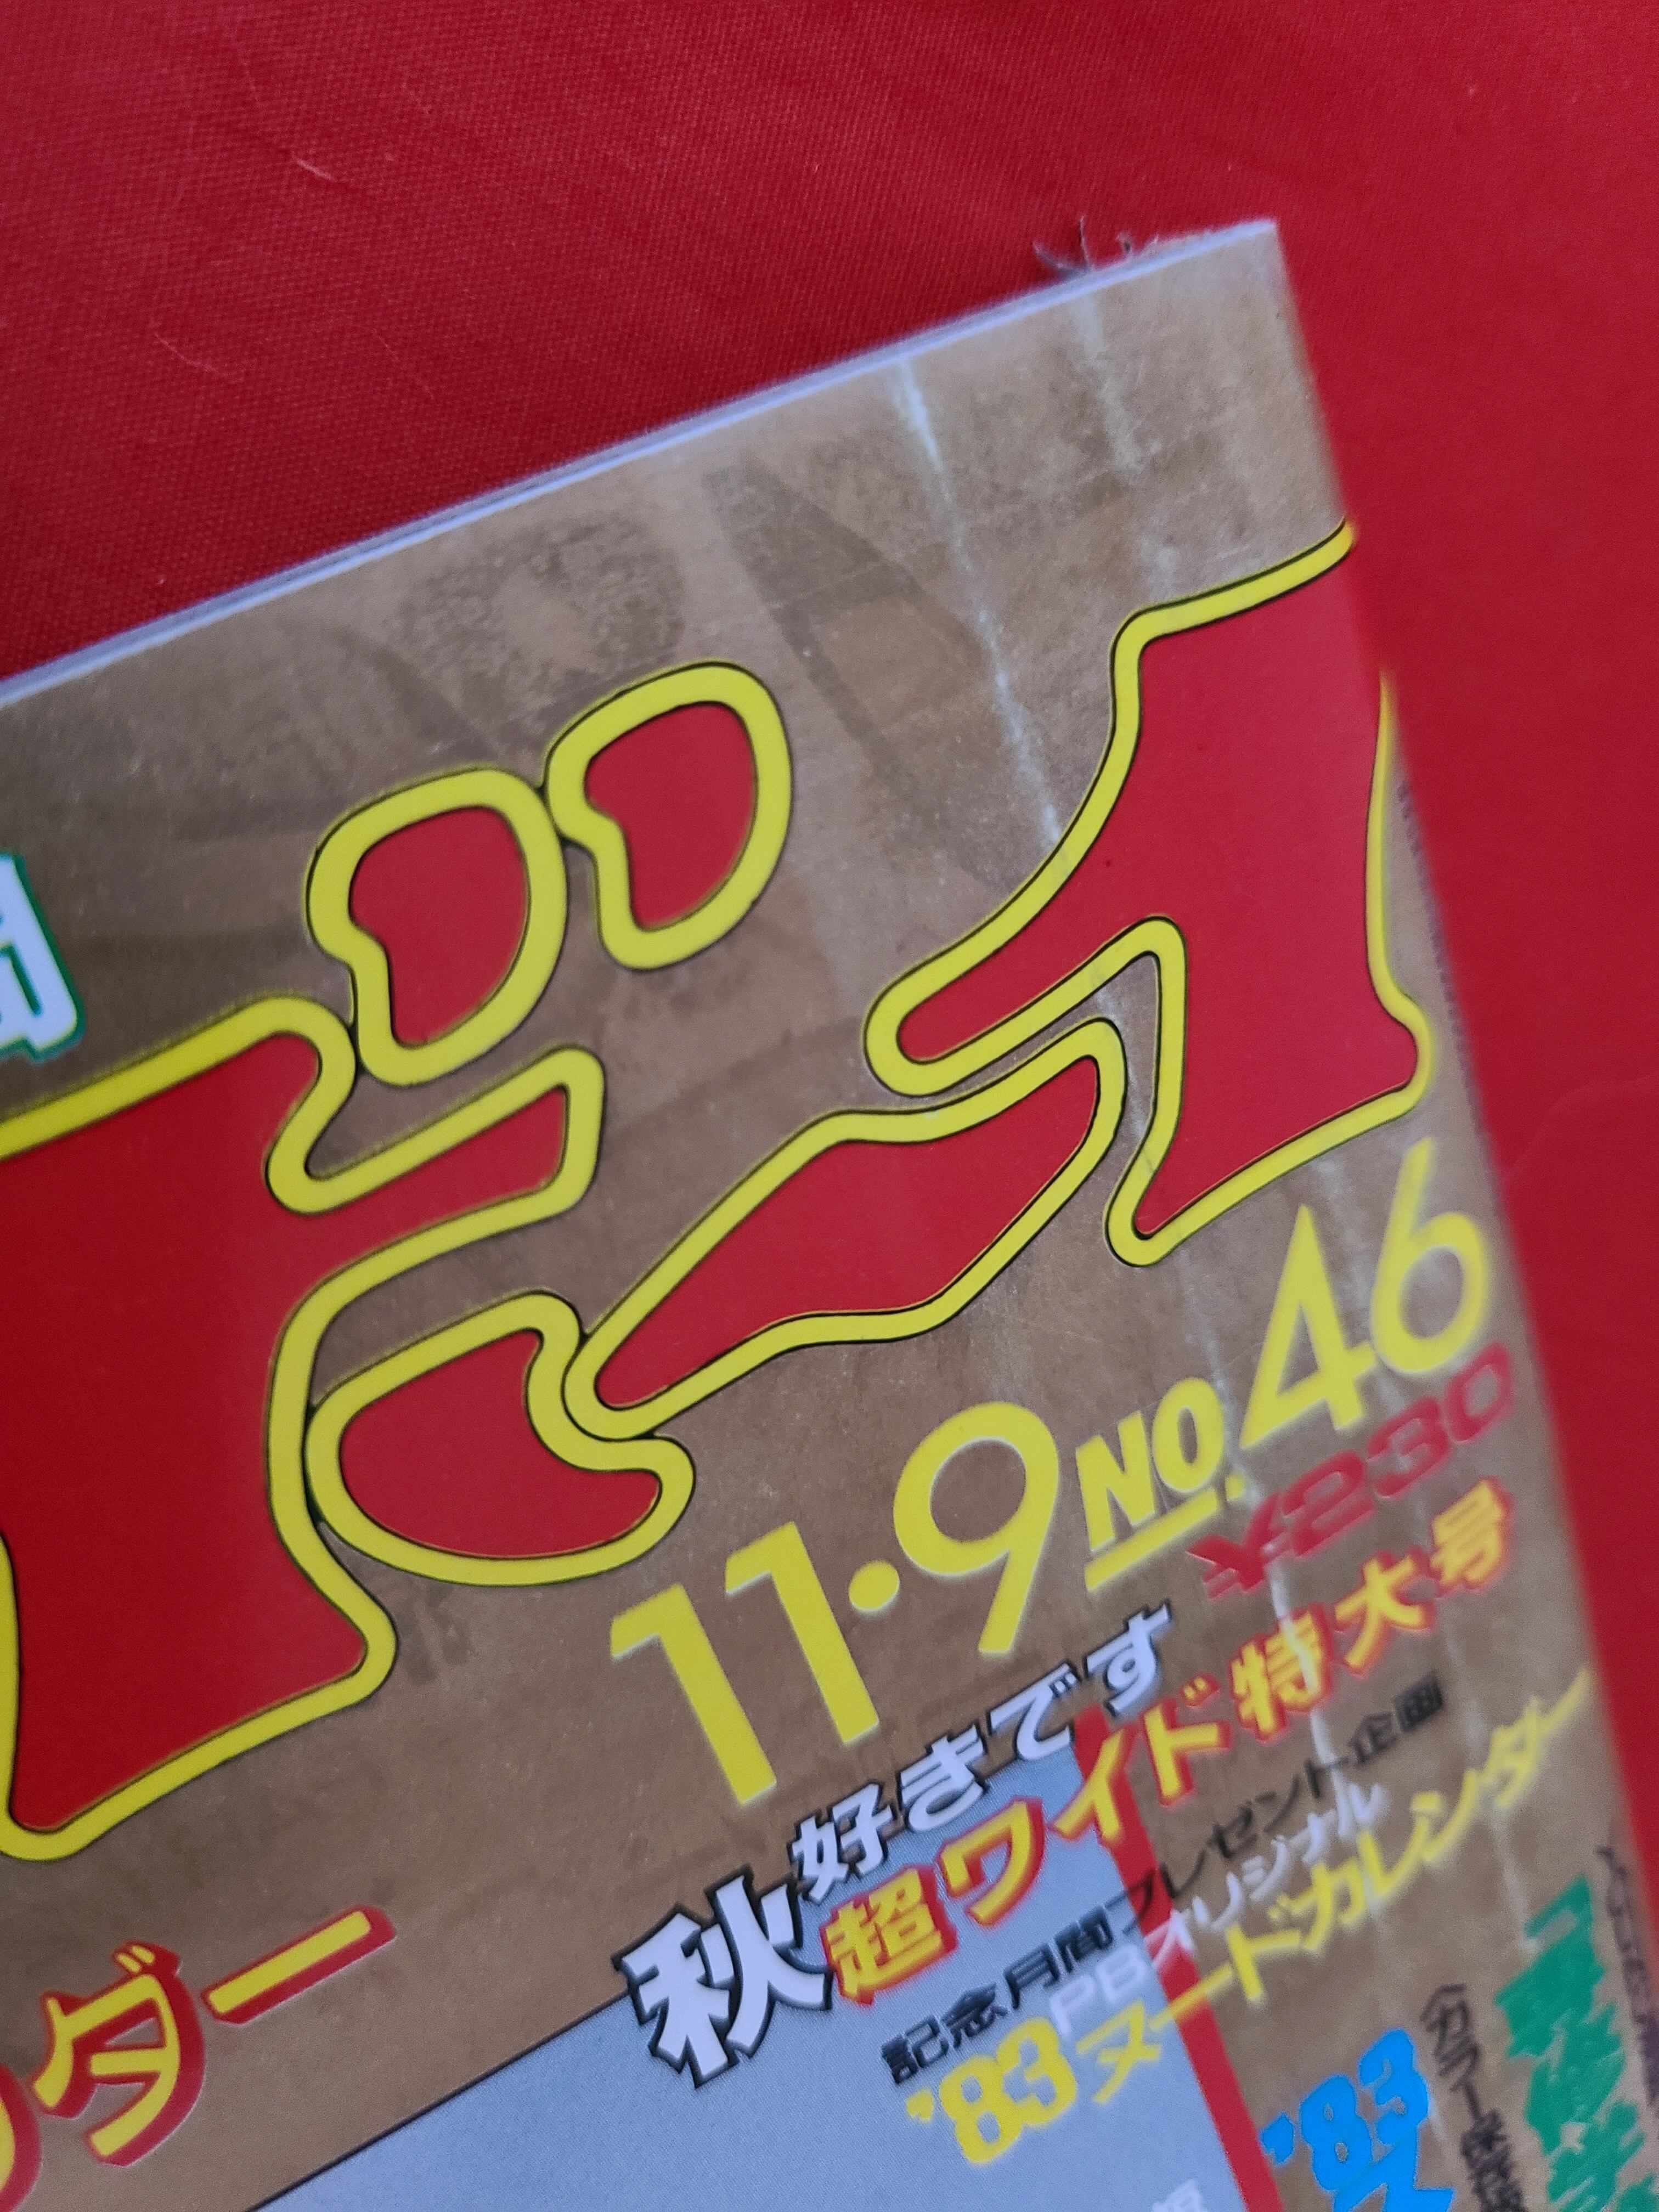 プレイ
11・9 NO.46
¥230
秋好きです
超ワイド特大号
記念月間プレゼント企画
PBオリジナル
'83ヌードカレンダー
ダー
'83